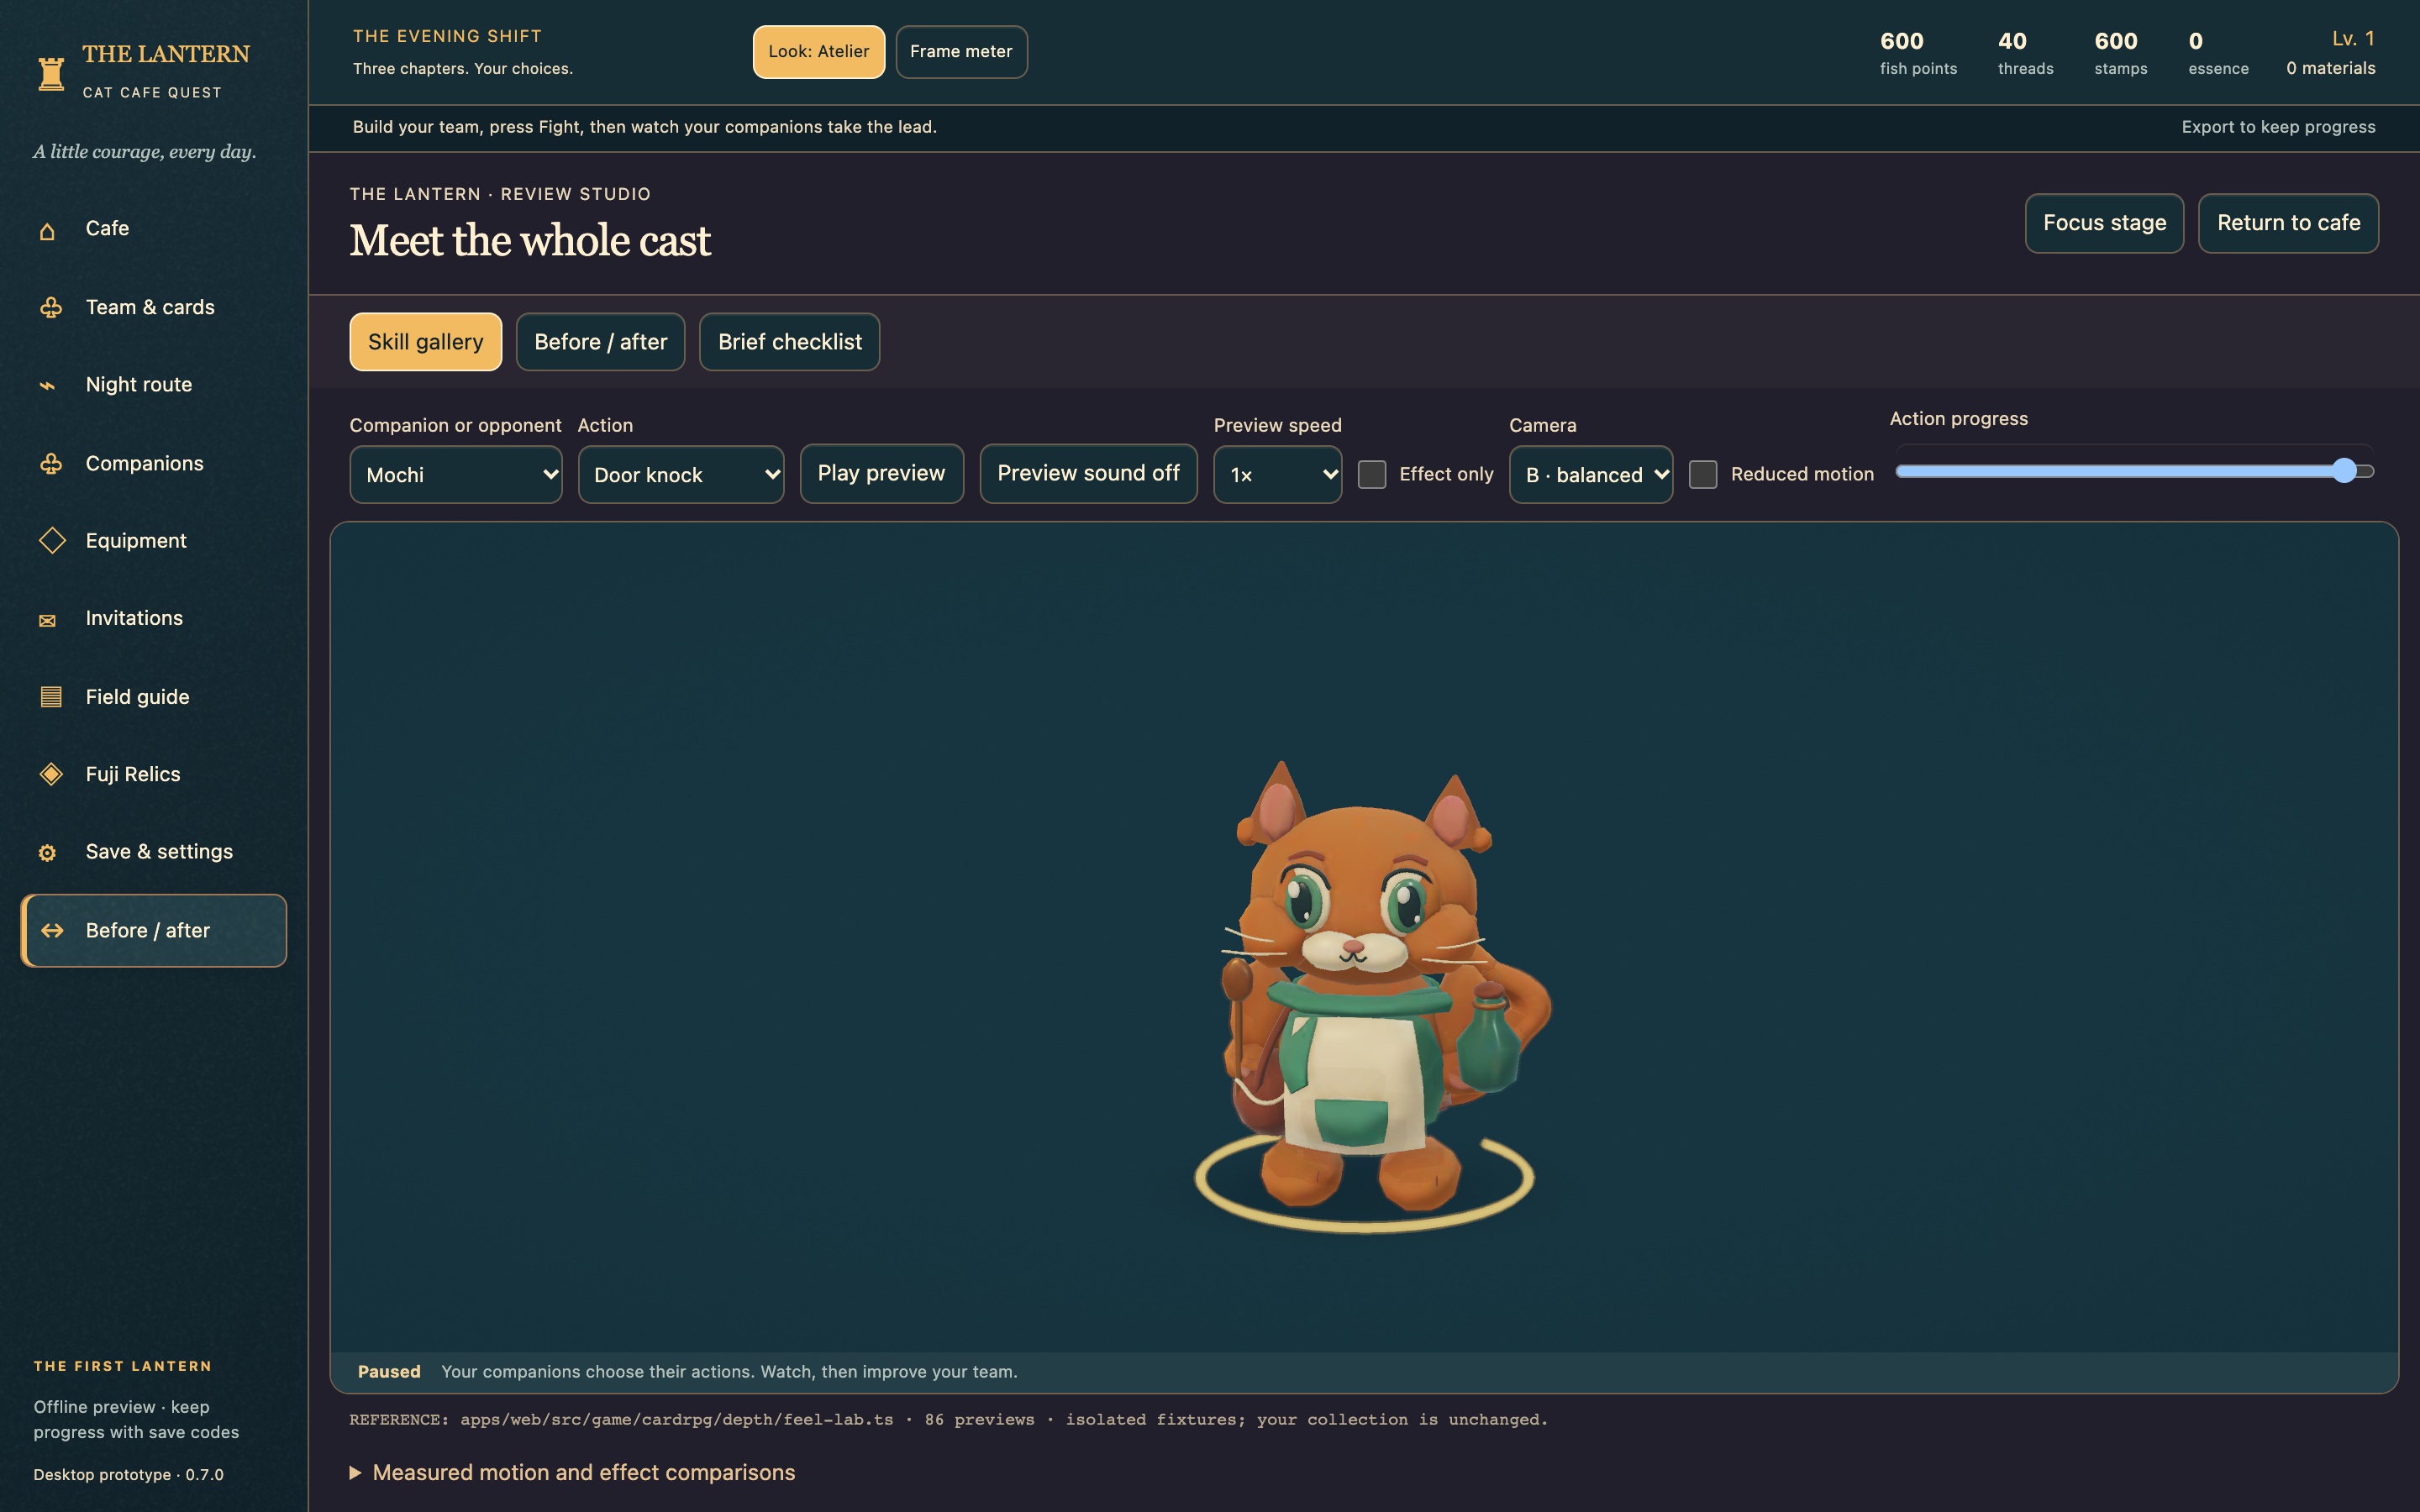 THE LANTERN
CAT CAFE QUEST
A little courage, every day.
Cafe
Team & cards
Night route
Companions
Equipment
Invitations
Field guide
Fuji Relics
Save & settings
Before / after
THE FIRST LANTERN
Offline preview · keep
progress with save codes
Desktop prototype · 0.7.0
THE EVENING SHIFT
Three chapters. Your choices.
Look: Atelier
Frame meter
600
fish points
40
threads
600
stamps
0
essence
Lv. 1
0 materials
Build your team, press Fight, then watch your companions take the lead.
Export to keep progress
THE LANTERN · REVIEW STUDIO
Meet the whole cast
Focus stage
Return to cafe
Skill gallery
Before / after
Brief checklist
Companion or opponent
Mochi
Action
Door knock
Play preview
Preview sound off
Preview speed
1×
Effect only
Camera
B · balanced
Reduced motion
Action progress
Paused Your companions choose their actions. Watch, then improve your team.
REFERENCE: apps/web/src/game/cardrpg/depth/feel-lab.ts · 86 previews · isolated fixtures; your collection is unchanged.
Measured motion and effect comparisons